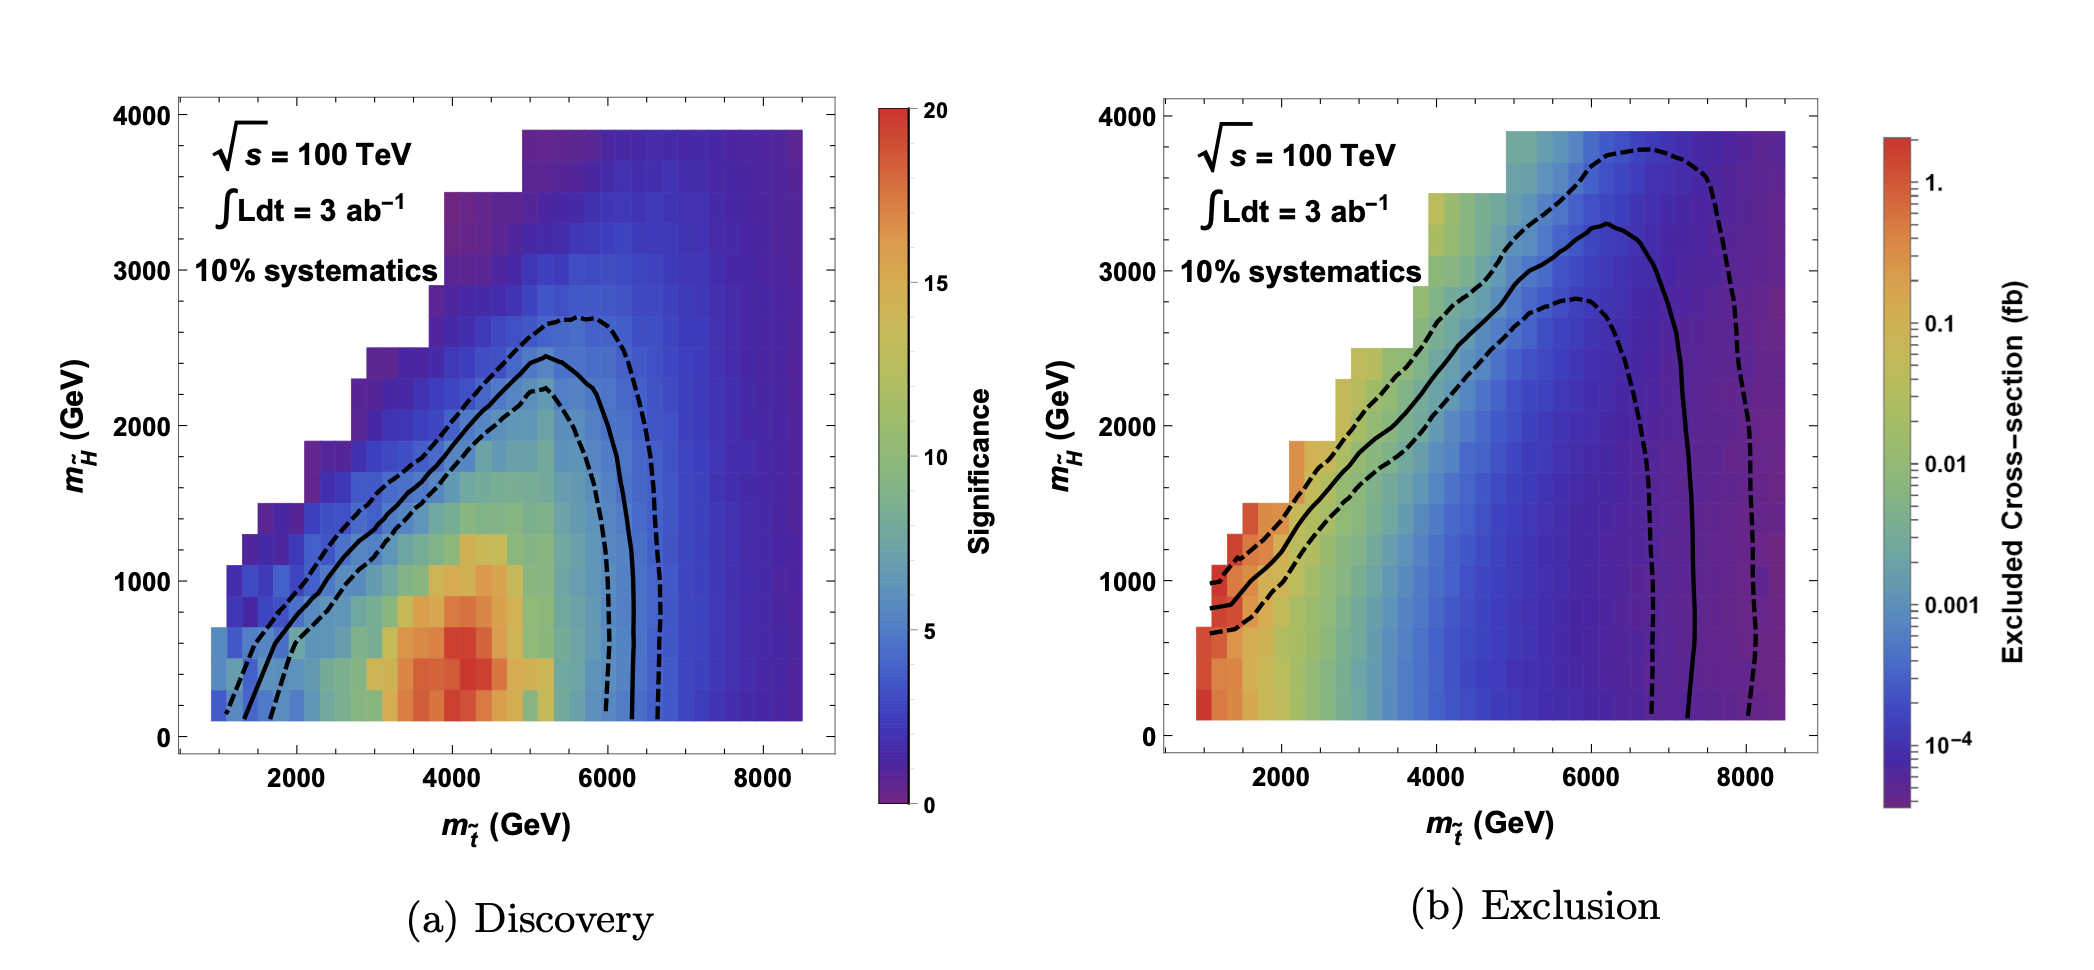 √s = 100 TeV
∫Ldt = 3 ab⁻¹
10% systematics
4000
3000
2000
1000
0
2000 4000 6000 8000
m_t̃ (GeV)
m_H̃ (GeV)
20
15
10
5
0
Significance
(a) Discovery
√s = 100 TeV
∫Ldt = 3 ab⁻¹
10% systematics
4000
3000
2000
1000
0
2000 4000 6000 8000
m_t̃ (GeV)
m_H̃ (GeV)
1.
0.1
0.01
0.001
10⁻⁴
Excluded Cross-section (fb)
(b) Exclusion